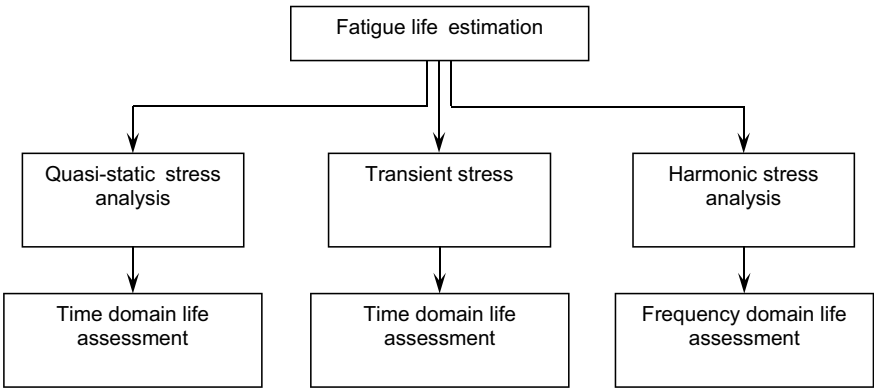 Fatigue life estimation
Quasi-static stress
analysis
Transient stress
Harmonic stress
analysis
Time domain life
assessment
Time domain life
assessment
Frequency domain life
assessment